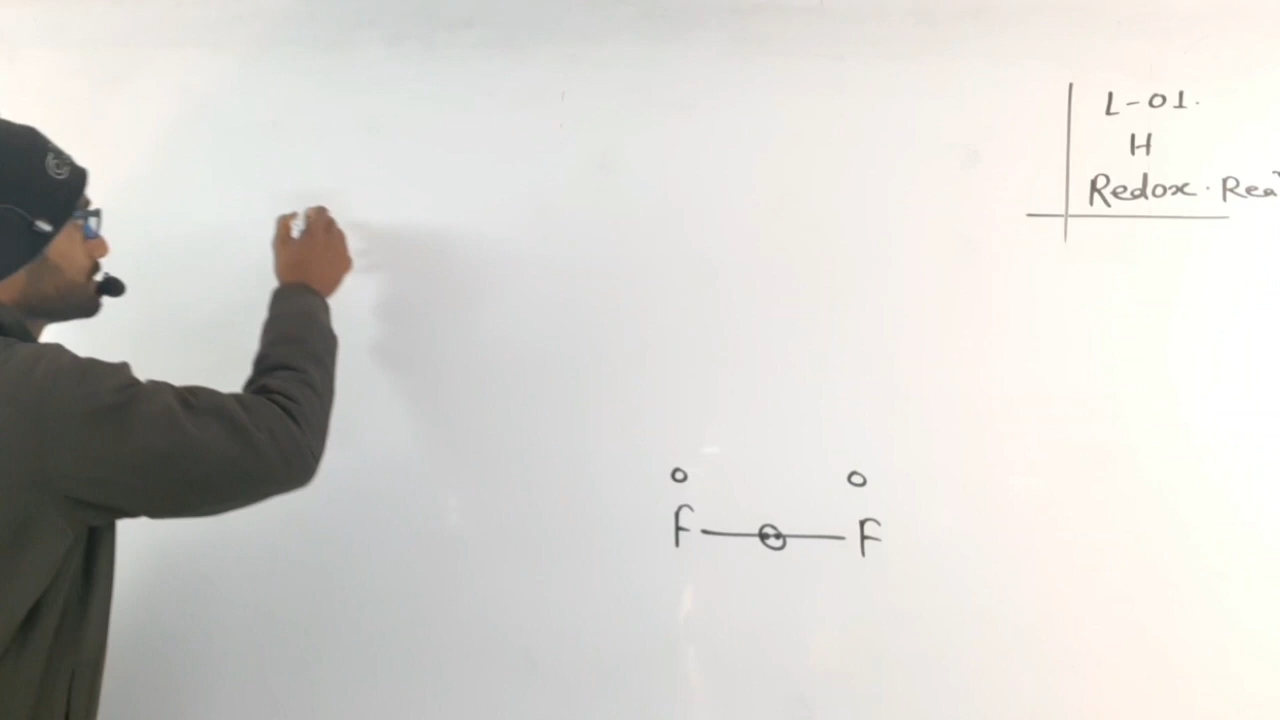 L-01.
H
Redox. Rea
o o
F—F